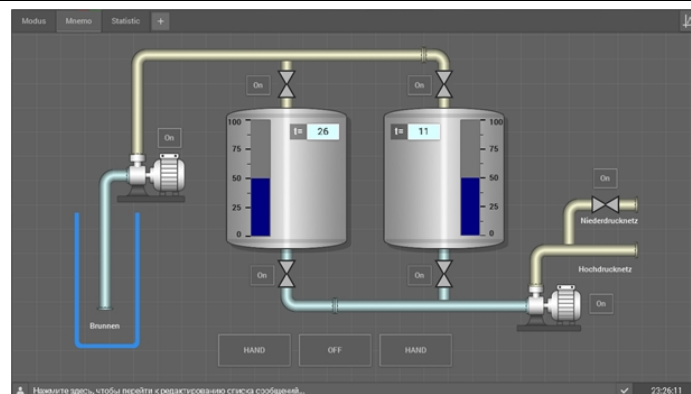 Modus Mnemo Statistic +
On On
On
100 t= 26 t= 11 100
75 75
50 50
25 25
0 0
On
Niederdrucknetz
On On
Hochdrucknetz
On
Brunnen
HAND OFF HAND
Нажмите здесь, чтобы перейти к редактированию списка сообщений... 23:26:11